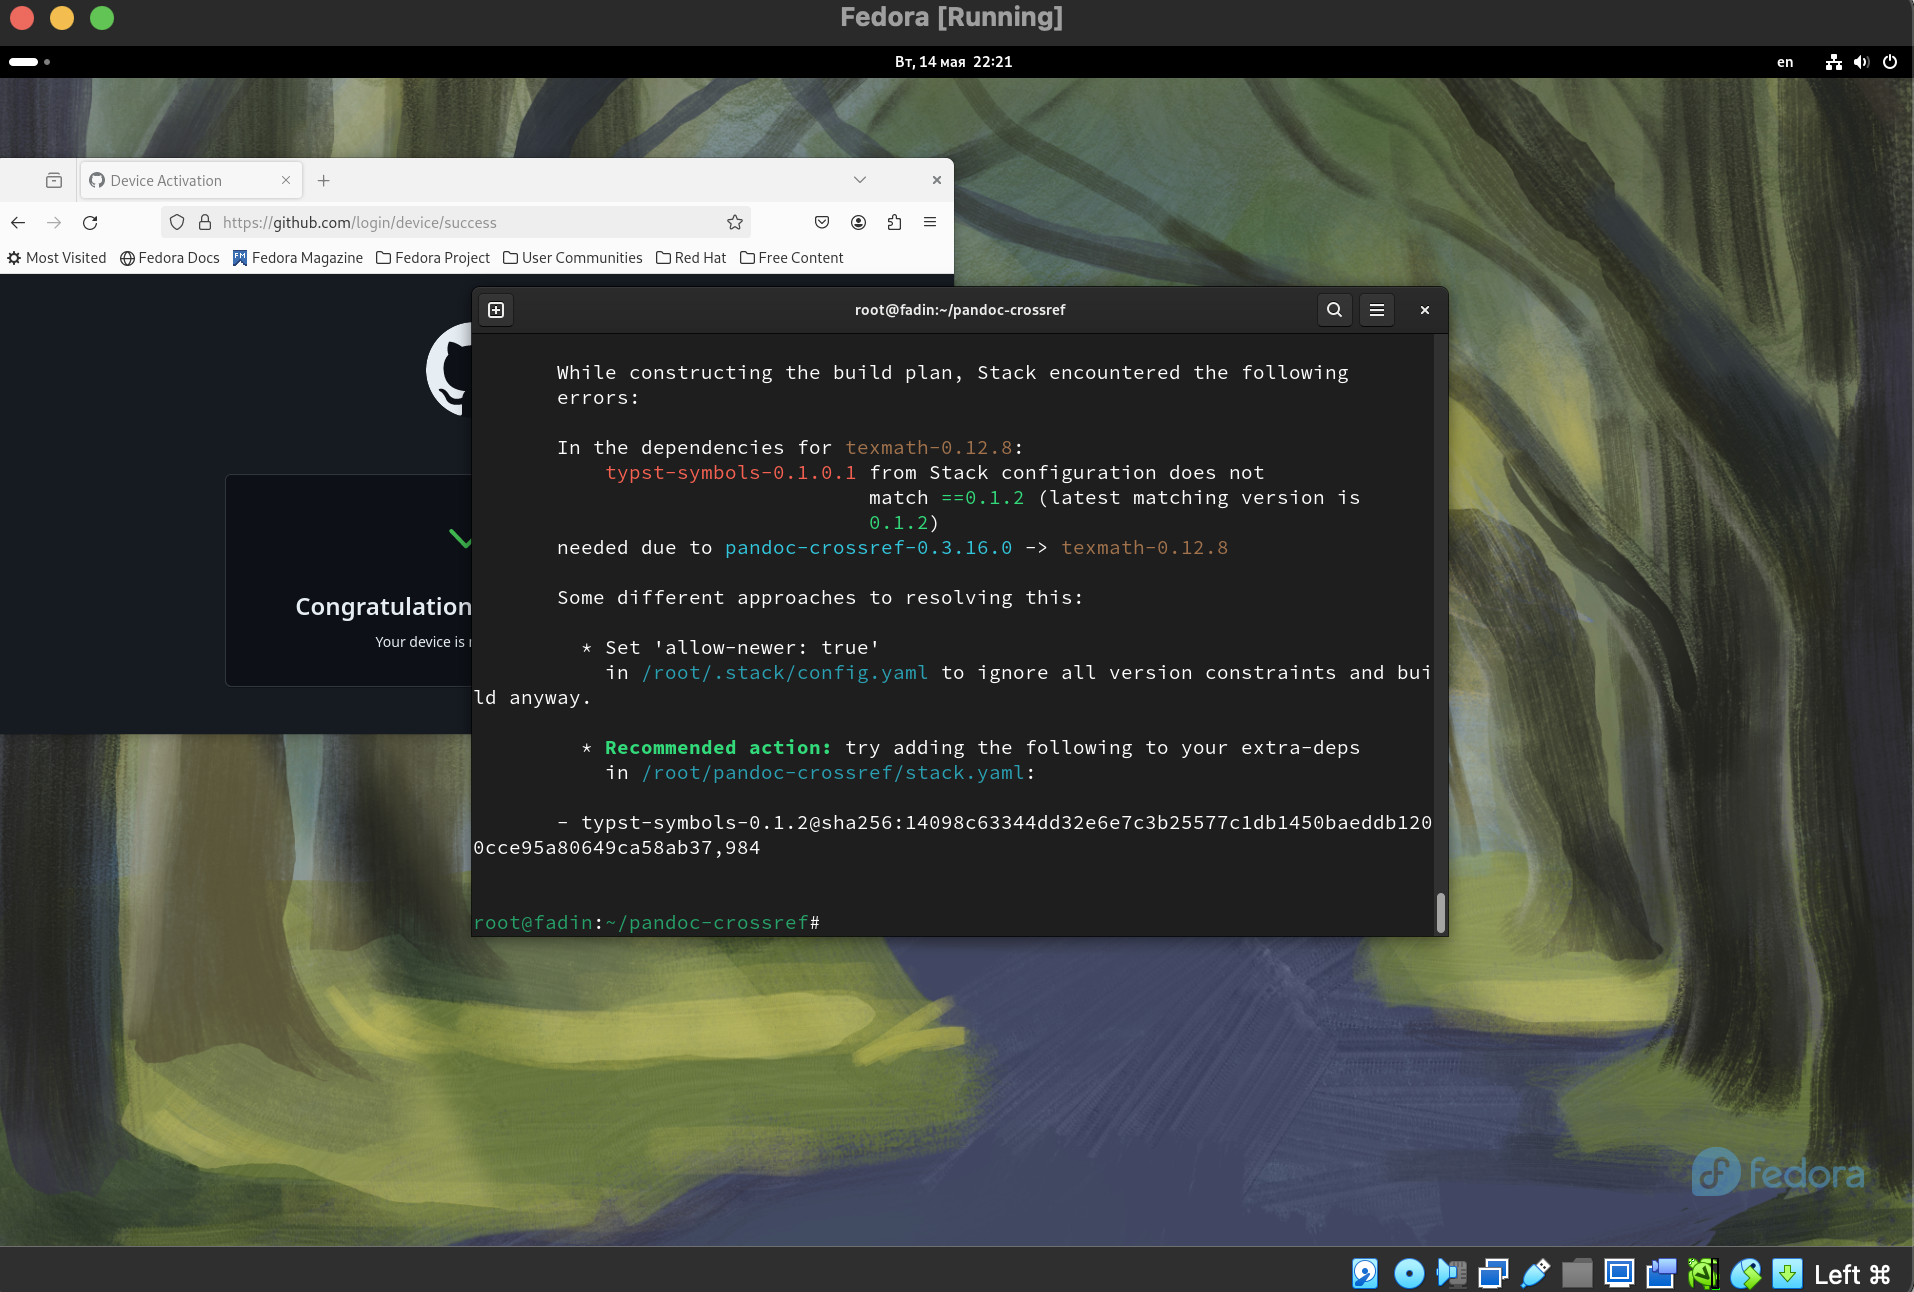 Fedora [Running]
Вт, 14 мая 22:21
en
Device Activation
https://github.com/login/device/success
Most Visited Fedora Docs Fedora Magazine Fedora Project User Communities Red Hat Free Content
Congratulation
Your device is
root@fadin:~/pandoc-crossref
While constructing the build plan, Stack encountered the following
errors:
In the dependencies for texmath-0.12.8:
typst-symbols-0.1.0.1 from Stack configuration does not
match ==0.1.2 (latest matching version is
0.1.2)
needed due to pandoc-crossref-0.3.16.0 -> texmath-0.12.8
Some different approaches to resolving this:
* Set 'allow-newer: true'
in /root/.stack/config.yaml to ignore all version constraints and bui
ld anyway.
* Recommended action: try adding the following to your extra-deps
in /root/pandoc-crossref/stack.yaml:
- typst-symbols-0.1.2@sha256:14098c63344dd32e6e7c3b25577c1db1450baeddb120
0cce95a80649ca58ab37,984
root@fadin:~/pandoc-crossref#
fedora
Left ⌘